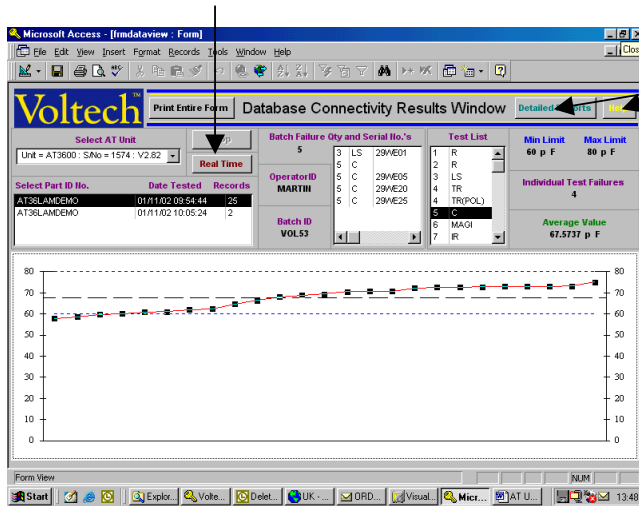 Microsoft Access - [frmdataview : Form]
File Edit View Insert Format Records Tools Window Help
Clos
Voltech™
Print Entire Form
Database Connectivity Results Window
Detailed Reports
Select AT Unit
Unit = AT3600 : S/No = 1574 : V2.82
Real Time
Select Part ID No. Date Tested Records
AT36LAMDEMO 01/11/02 09:54:44 25
AT36LAMDEMO 01/11/02 10:05:24 2
Batch Failure Qty and Serial No.'s
5
OperatorID
MARTIN
Batch ID
VOL53
3 LS 29WE01
5 C
5 C 29WE05
5 C 29WE20
5 C 29WE25
Test List
1 R
2 R
3 LS
4 TR
4 TR(POL)
5 C
6 MAGI
7 IR
Min Limit Max Limit
60 p F 80 p F
Individual Test Failures
4
Average Value
67.5737 p F
80 80
70 70
60 60
50 50
40 40
30 30
20 20
10 10
0 0
Form View NUM
Start Explor... Volte... Delet... UK - ... ORD... Visual... Micr... AT U... 13:48